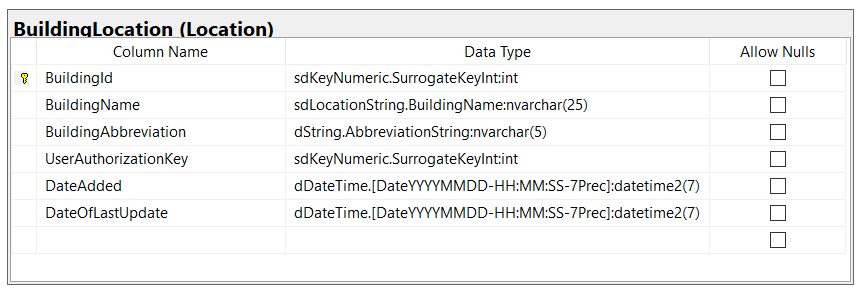 BuildingLocation (Location)
Column Name Data Type Allow Nulls
BuildingId sdKeyNumeric.SurrogateKeyInt:int
BuildingName sdLocationString.BuildingName:nvarchar(25)
BuildingAbbreviation dString.AbbreviationString:nvarchar(5)
UserAuthorizationKey sdKeyNumeric.SurrogateKeyInt:int
DateAdded dDateTime.[DateYYYYMMDD-HH:MM:SS-7Prec]:datetime2(7)
DateOfLastUpdate dDateTime.[DateYYYYMMDD-HH:MM:SS-7Prec]:datetime2(7)